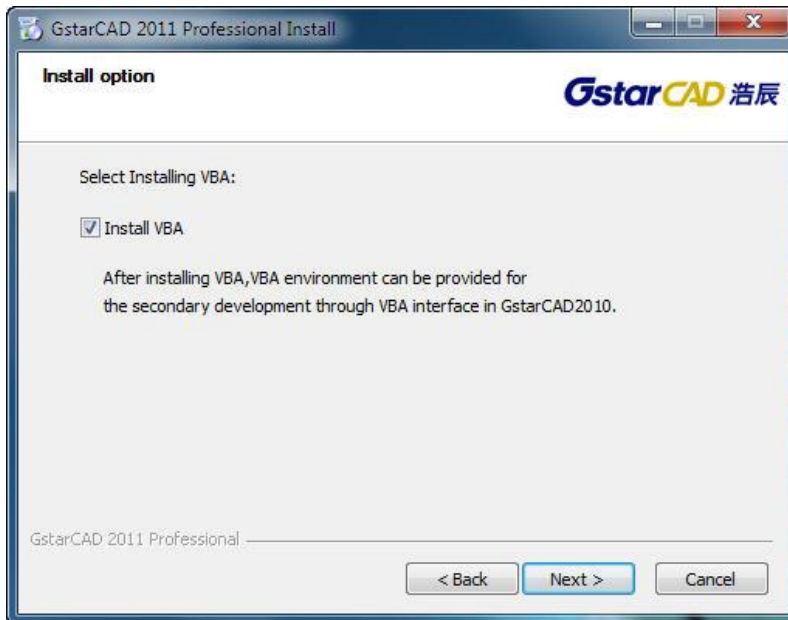 GstarCAD 2011 Professional Install
Install option
GstarCAD 浩辰
Select Installing VBA:
Install VBA
After installing VBA,VBA environment can be provided for
the secondary development through VBA interface in GstarCAD2010.
GstarCAD 2011 Professional
< Back
Next >
Cancel